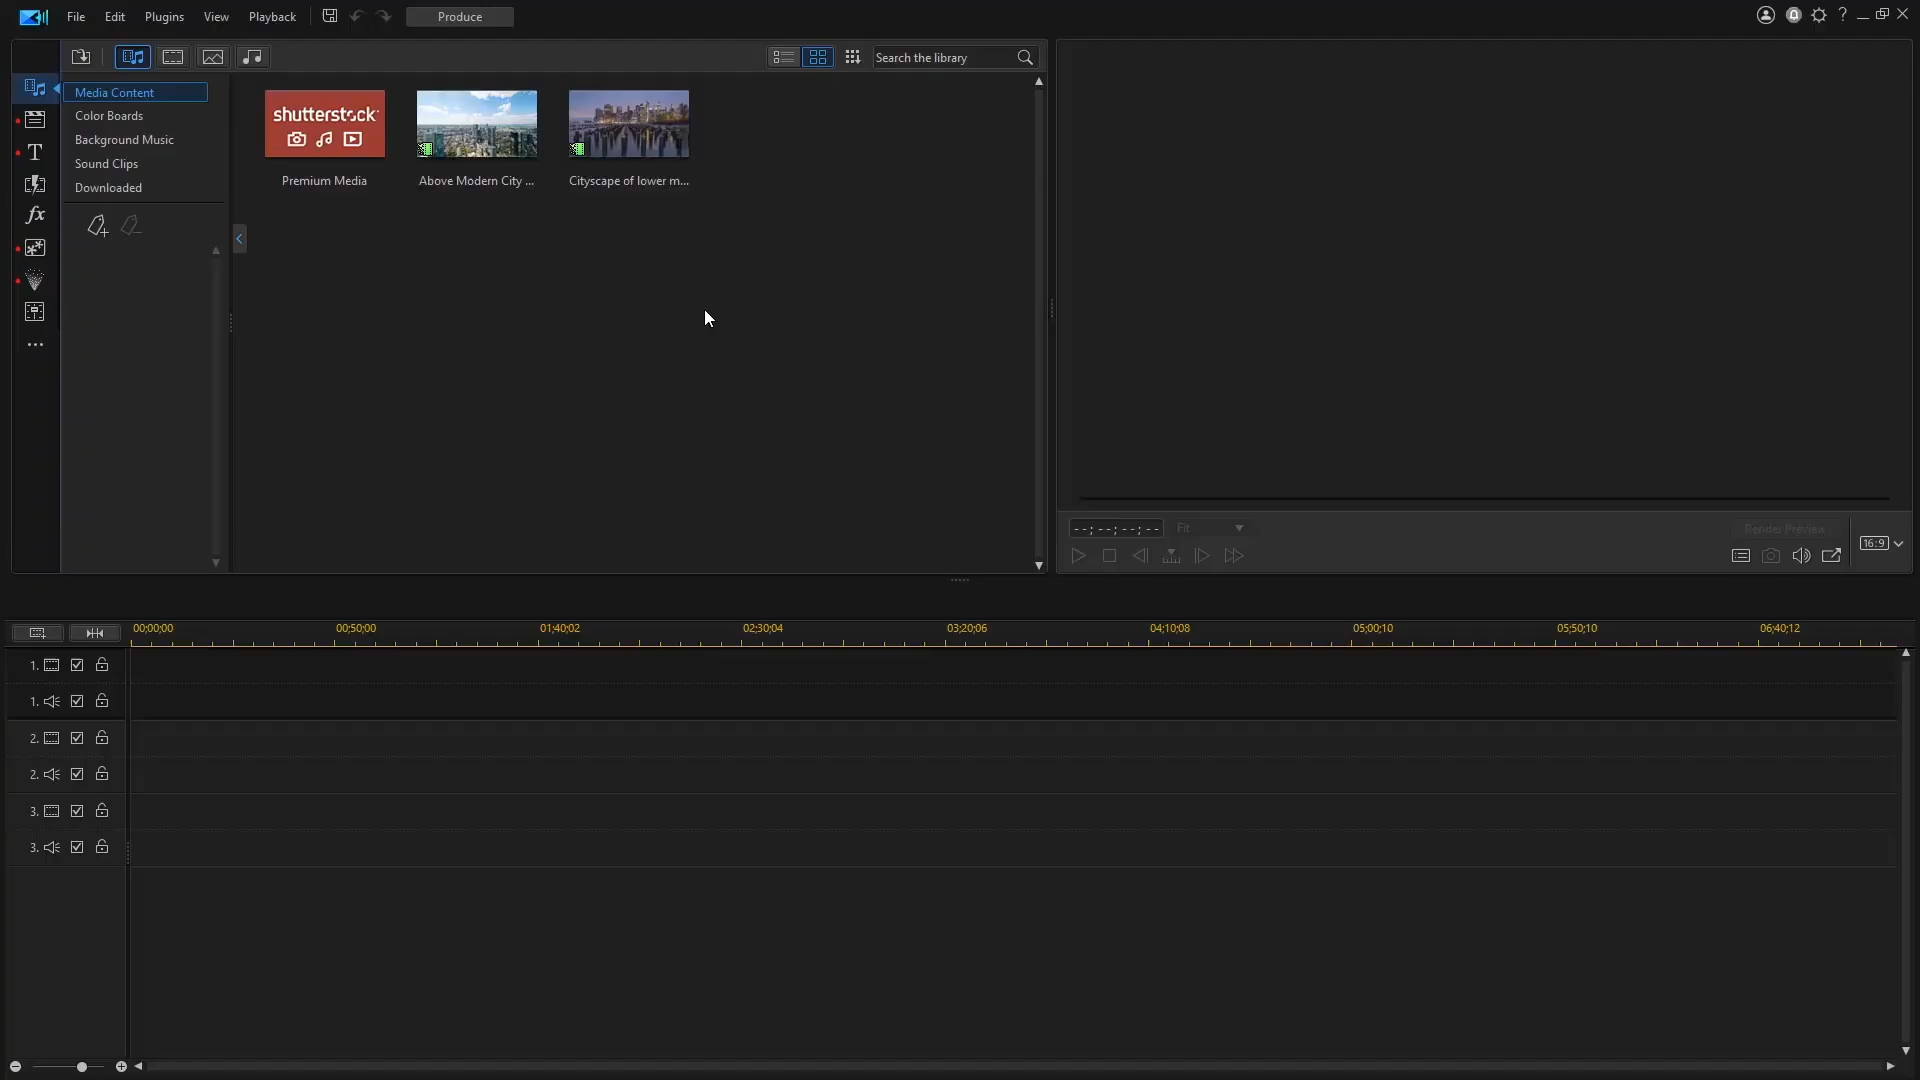 File Edit Plugins View Playback Produce
Search the library
Media Content
Color Boards
Background Music
Sound Clips
Downloaded
shutterstock
Premium Media
Above Modern City ...
Cityscape of lower m...
T
fx
--;--;--;-- Fit
Render Preview
16:9
00;00;00 00;50;00 01;40;02 02;30;04 03;20;06 04;10;08 05;00;10 05;50;10 06;40;12
1.
1.
2.
2.
3.
3.